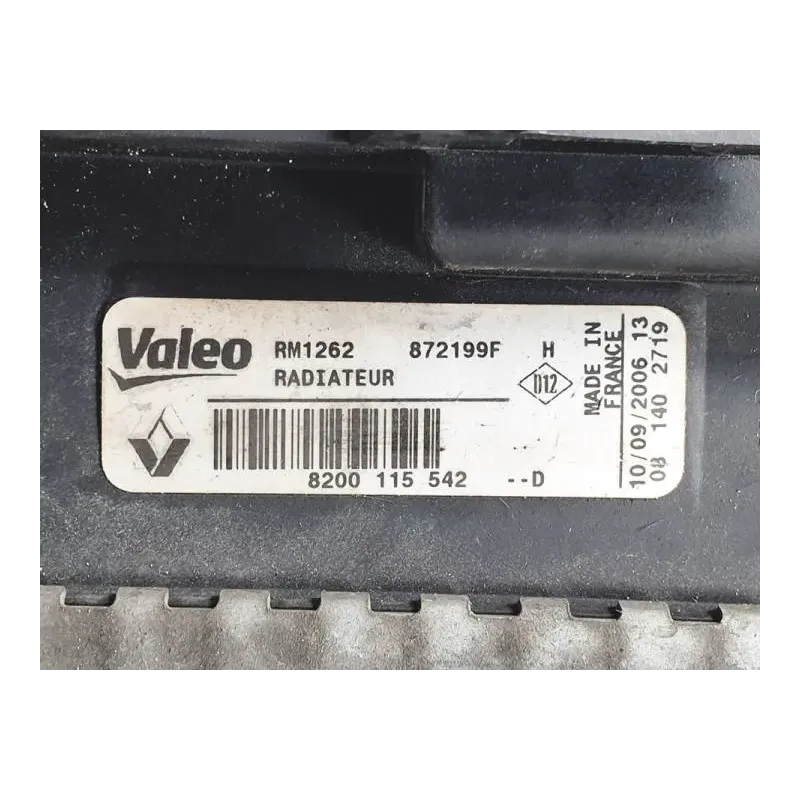 Valeo RM1262 872199F H
RADIATEUR D12
8200 115 542 --D
MADE IN
FRANCE
10/09/2006 13
08 140 2719